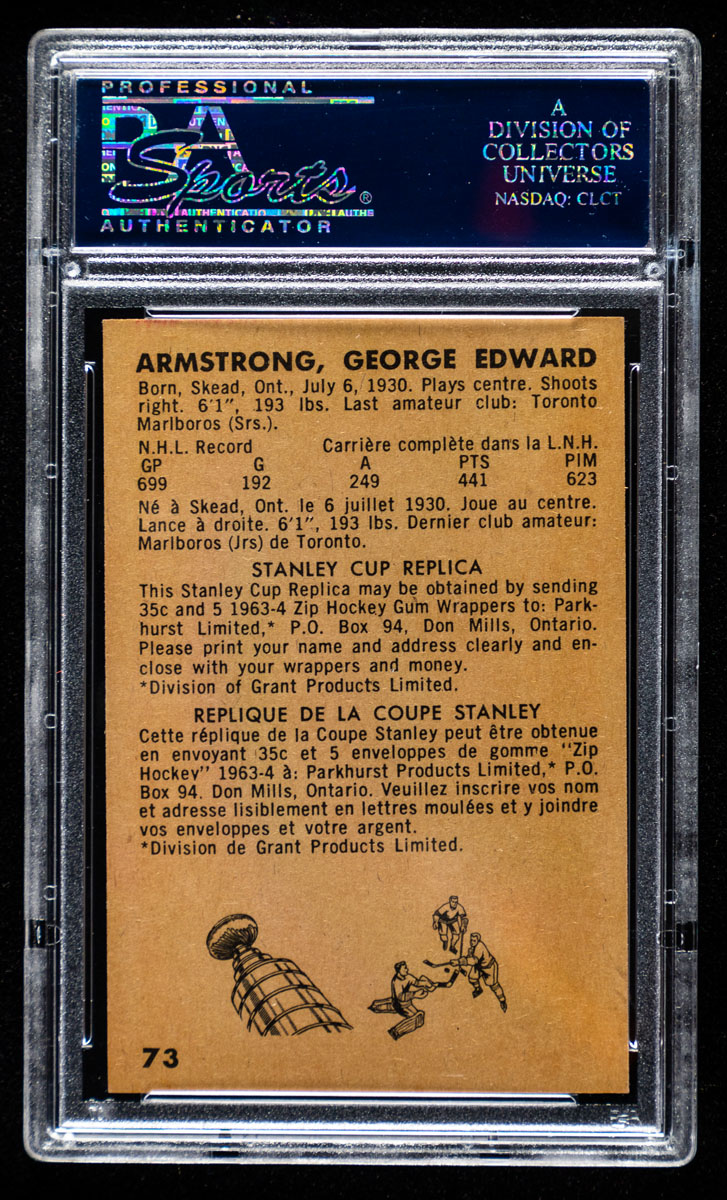 PROFESSIONAL
PSA
Sports®
AUTHENTICATOR
A
DIVISION OF
COLLECTORS
UNIVERSE
NASDAQ: CLCT
ARMSTRONG, GEORGE EDWARD
Born, Skead, Ont., July 6, 1930. Plays centre. Shoots
right. 6'1", 193 lbs. Last amateur club: Toronto
Marlboros (Srs.).
N.H.L. Record Carrière complète dans la L.N.H.
GP G A PTS PIM
699 192 249 441 623
Né à Skead, Ont. le 6 juillet 1930. Joue au centre.
Lance à droite. 6'1", 193 lbs. Dernier club amateur:
Marlboros (Jrs) de Toronto.
STANLEY CUP REPLICA
This Stanley Cup Replica may be obtained by sending
35c and 5 1963-4 Zip Hockey Gum Wrappers to: Park-
hurst Limited,* P.O. Box 94, Don Mills, Ontario.
Please print your name and address clearly and en-
close with your wrappers and money.
*Division of Grant Products Limited.
REPLIQUE DE LA COUPE STANLEY
Cette réplique de la Coupe Stanley peut être obtenue
en envoyant 35c et 5 enveloppes de gomme "Zip
Hockey" 1963-4 à: Parkhurst Products Limited,* P.O.
Box 94. Don Mills, Ontario. Veuillez inscrire vos nom
et adresse lisiblement en lettres moulées et y joindre
vos enveloppes et votre argent.
*Division de Grant Products Limited.
73